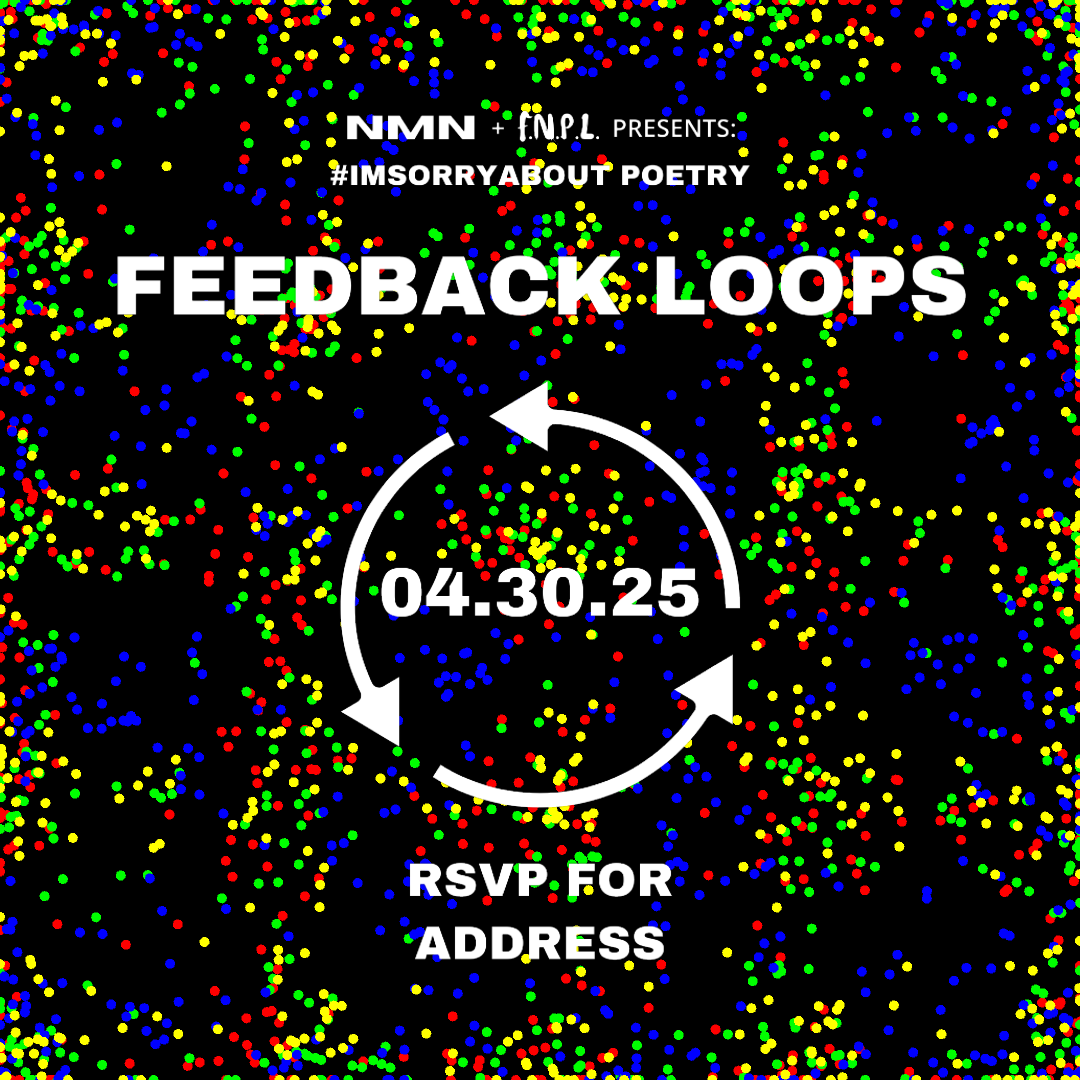 NMN + F.N.P.L. PRESENTS:
#IMSORRYABOUT POETRY
FEEDBACK LOOPS
04.30.25
RSVP FOR
ADDRESS